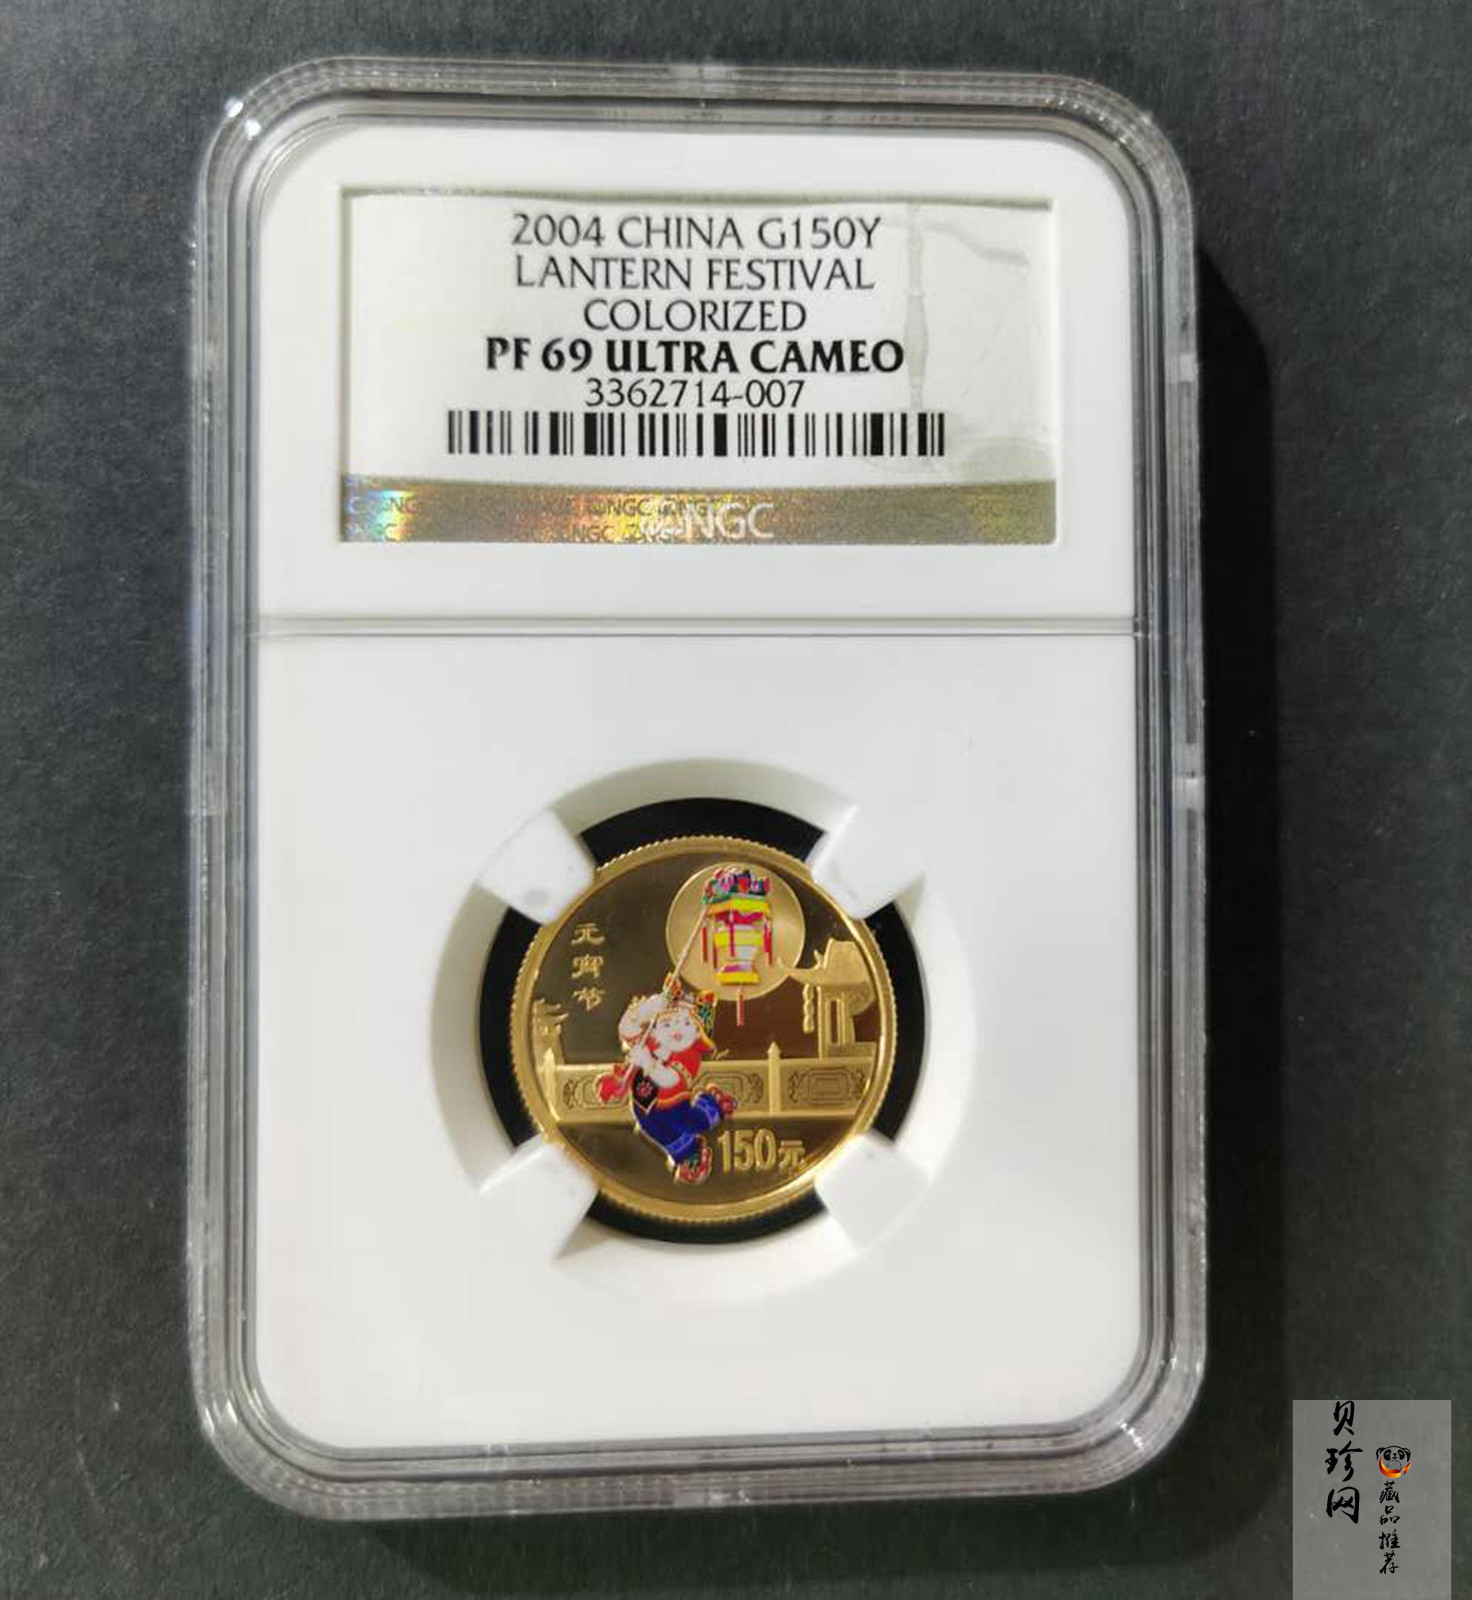 2004 CHINA G150Y
LANTERN FESTIVAL
COLORIZED
PF 69 ULTRA CAMEO
3362714-007
NGC
元宵节
150元
贝珍网
藏品推荐